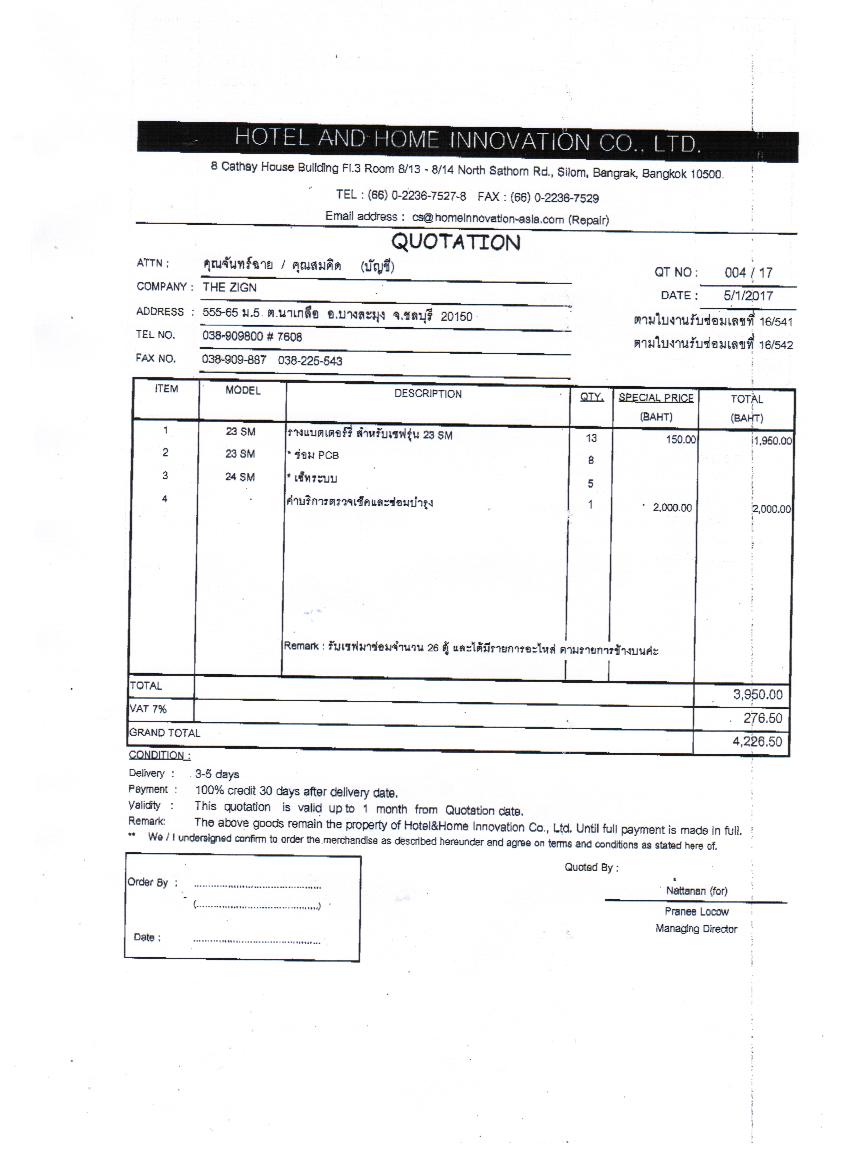 HOTEL AND HOME INNOVATION CO., LTD.
8 Cathay House Building Fl.3 Room 8/13 - 8/14 North Sathorn Rd., Silom, Bangrak, Bangkok 10500.
TEL : (66) 0-2236-7527-8 FAX : (66) 0-2236-7529
Email address : cs@homeinnovation-asia.com (Repair)
QUOTATION
ATTN : คุณจันทร์ฉาย / คุณสมคิด (บัญชี)
QT NO : 004 / 17
COMPANY : THE ZIGN
DATE : 5/1/2017
ADDRESS : 555-65 ม.5 ต.นาเกลือ อ.บางละมุง จ.ชลบุรี 20150
ตามใบงานรับซ่อมเลขที่ 16/541
TEL NO. 038-909800 # 7608
ตามใบงานรับซ่อมเลขที่ 16/542
FAX NO. 038-909-887 038-225-543
ITEM MODEL DESCRIPTION QTY. SPECIAL PRICE TOTAL
(BAHT) (BAHT)
1 23 SM รางแบตเตอร์รี่ สำหรับเซฟรุ่น 23 SM 13 150.00 1,950.00
2 23 SM * ซ่อม PCB 8
3 24 SM * เซ็ทระบบ 5
4 ค่าบริการตรวจเช็คและซ่อมบำรุง 1 2,000.00 2,000.00
Remark : รับเซฟมาซ่อมจำนวน 26 ตู้ และได้มีรายการอะไหล่ ตามรายการข้างบนค่ะ
TOTAL 3,950.00
VAT 7% 276.50
GRAND TOTAL 4,226.50
CONDITION :
Delivery : 3-5 days
Payment : 100% credit 30 days after delivery date.
Validity : This quotation is valid up to 1 month from Quotation date.
Remark: The above goods remain the property of Hotel&Home Innovation Co., Ltd. Until full payment is made in full.
** We / I undersigned confirm to order the merchandise as described hereunder and agree on terms and conditions as stated here of.
Quoted By :
Order By : ..........................................
(..........................................)
Nattanan (for)
Pranee Locow
Managing Director
Date : ..........................................